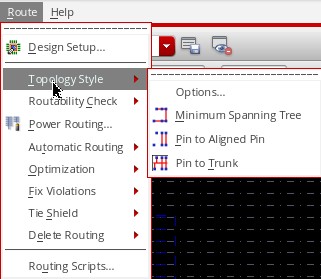 Route Help
Design Setup...
Topology Style
Routability Check
Power Routing...
Automatic Routing
Optimization
Fix Violations
Tie Shield
Delete Routing
Routing Scripts...
Options...
Minimum Spanning Tree
Pin to Aligned Pin
Pin to Trunk